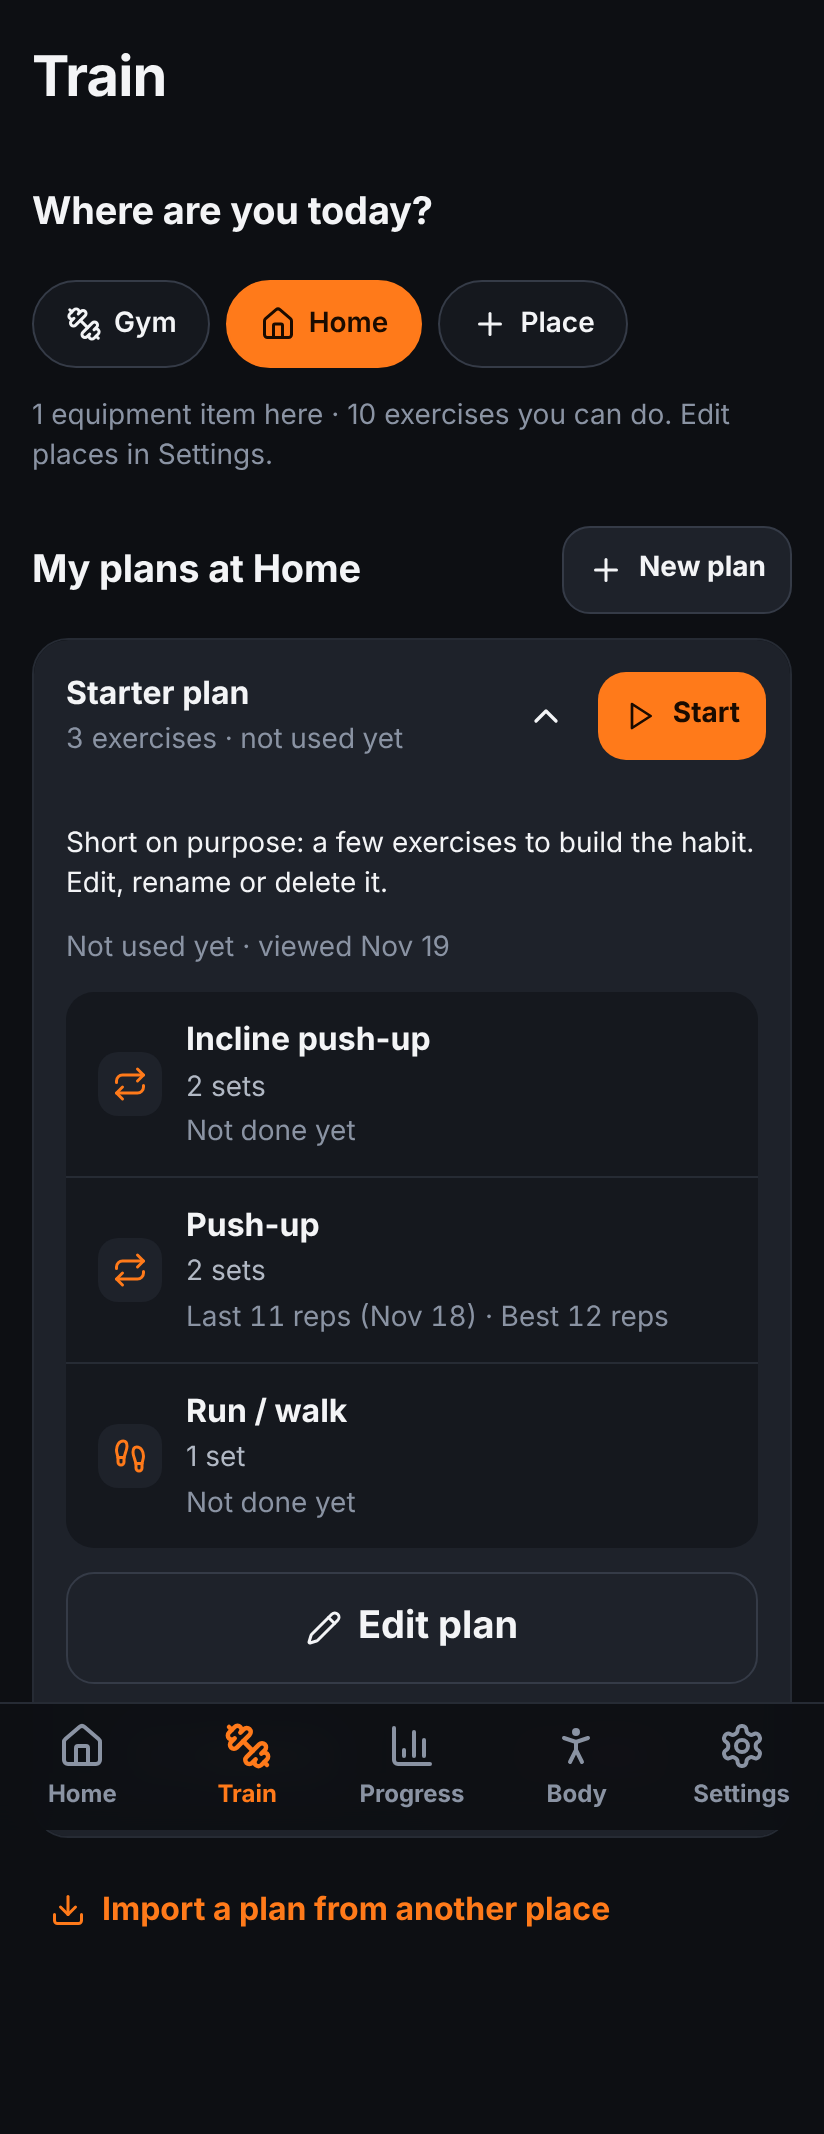 Train
Where are you today?
Gym
Home
Place
1 equipment item here · 10 exercises you can do. Edit
places in Settings.
My plans at Home
New plan
Starter plan
3 exercises · not used yet
Start
Short on purpose: a few exercises to build the habit.
Edit, rename or delete it.
Not used yet · viewed Nov 19
Incline push-up
2 sets
Not done yet
Push-up
2 sets
Last 11 reps (Nov 18) · Best 12 reps
Run / walk
1 set
Not done yet
Edit plan
Home
Train
Progress
Body
Settings
Import a plan from another place